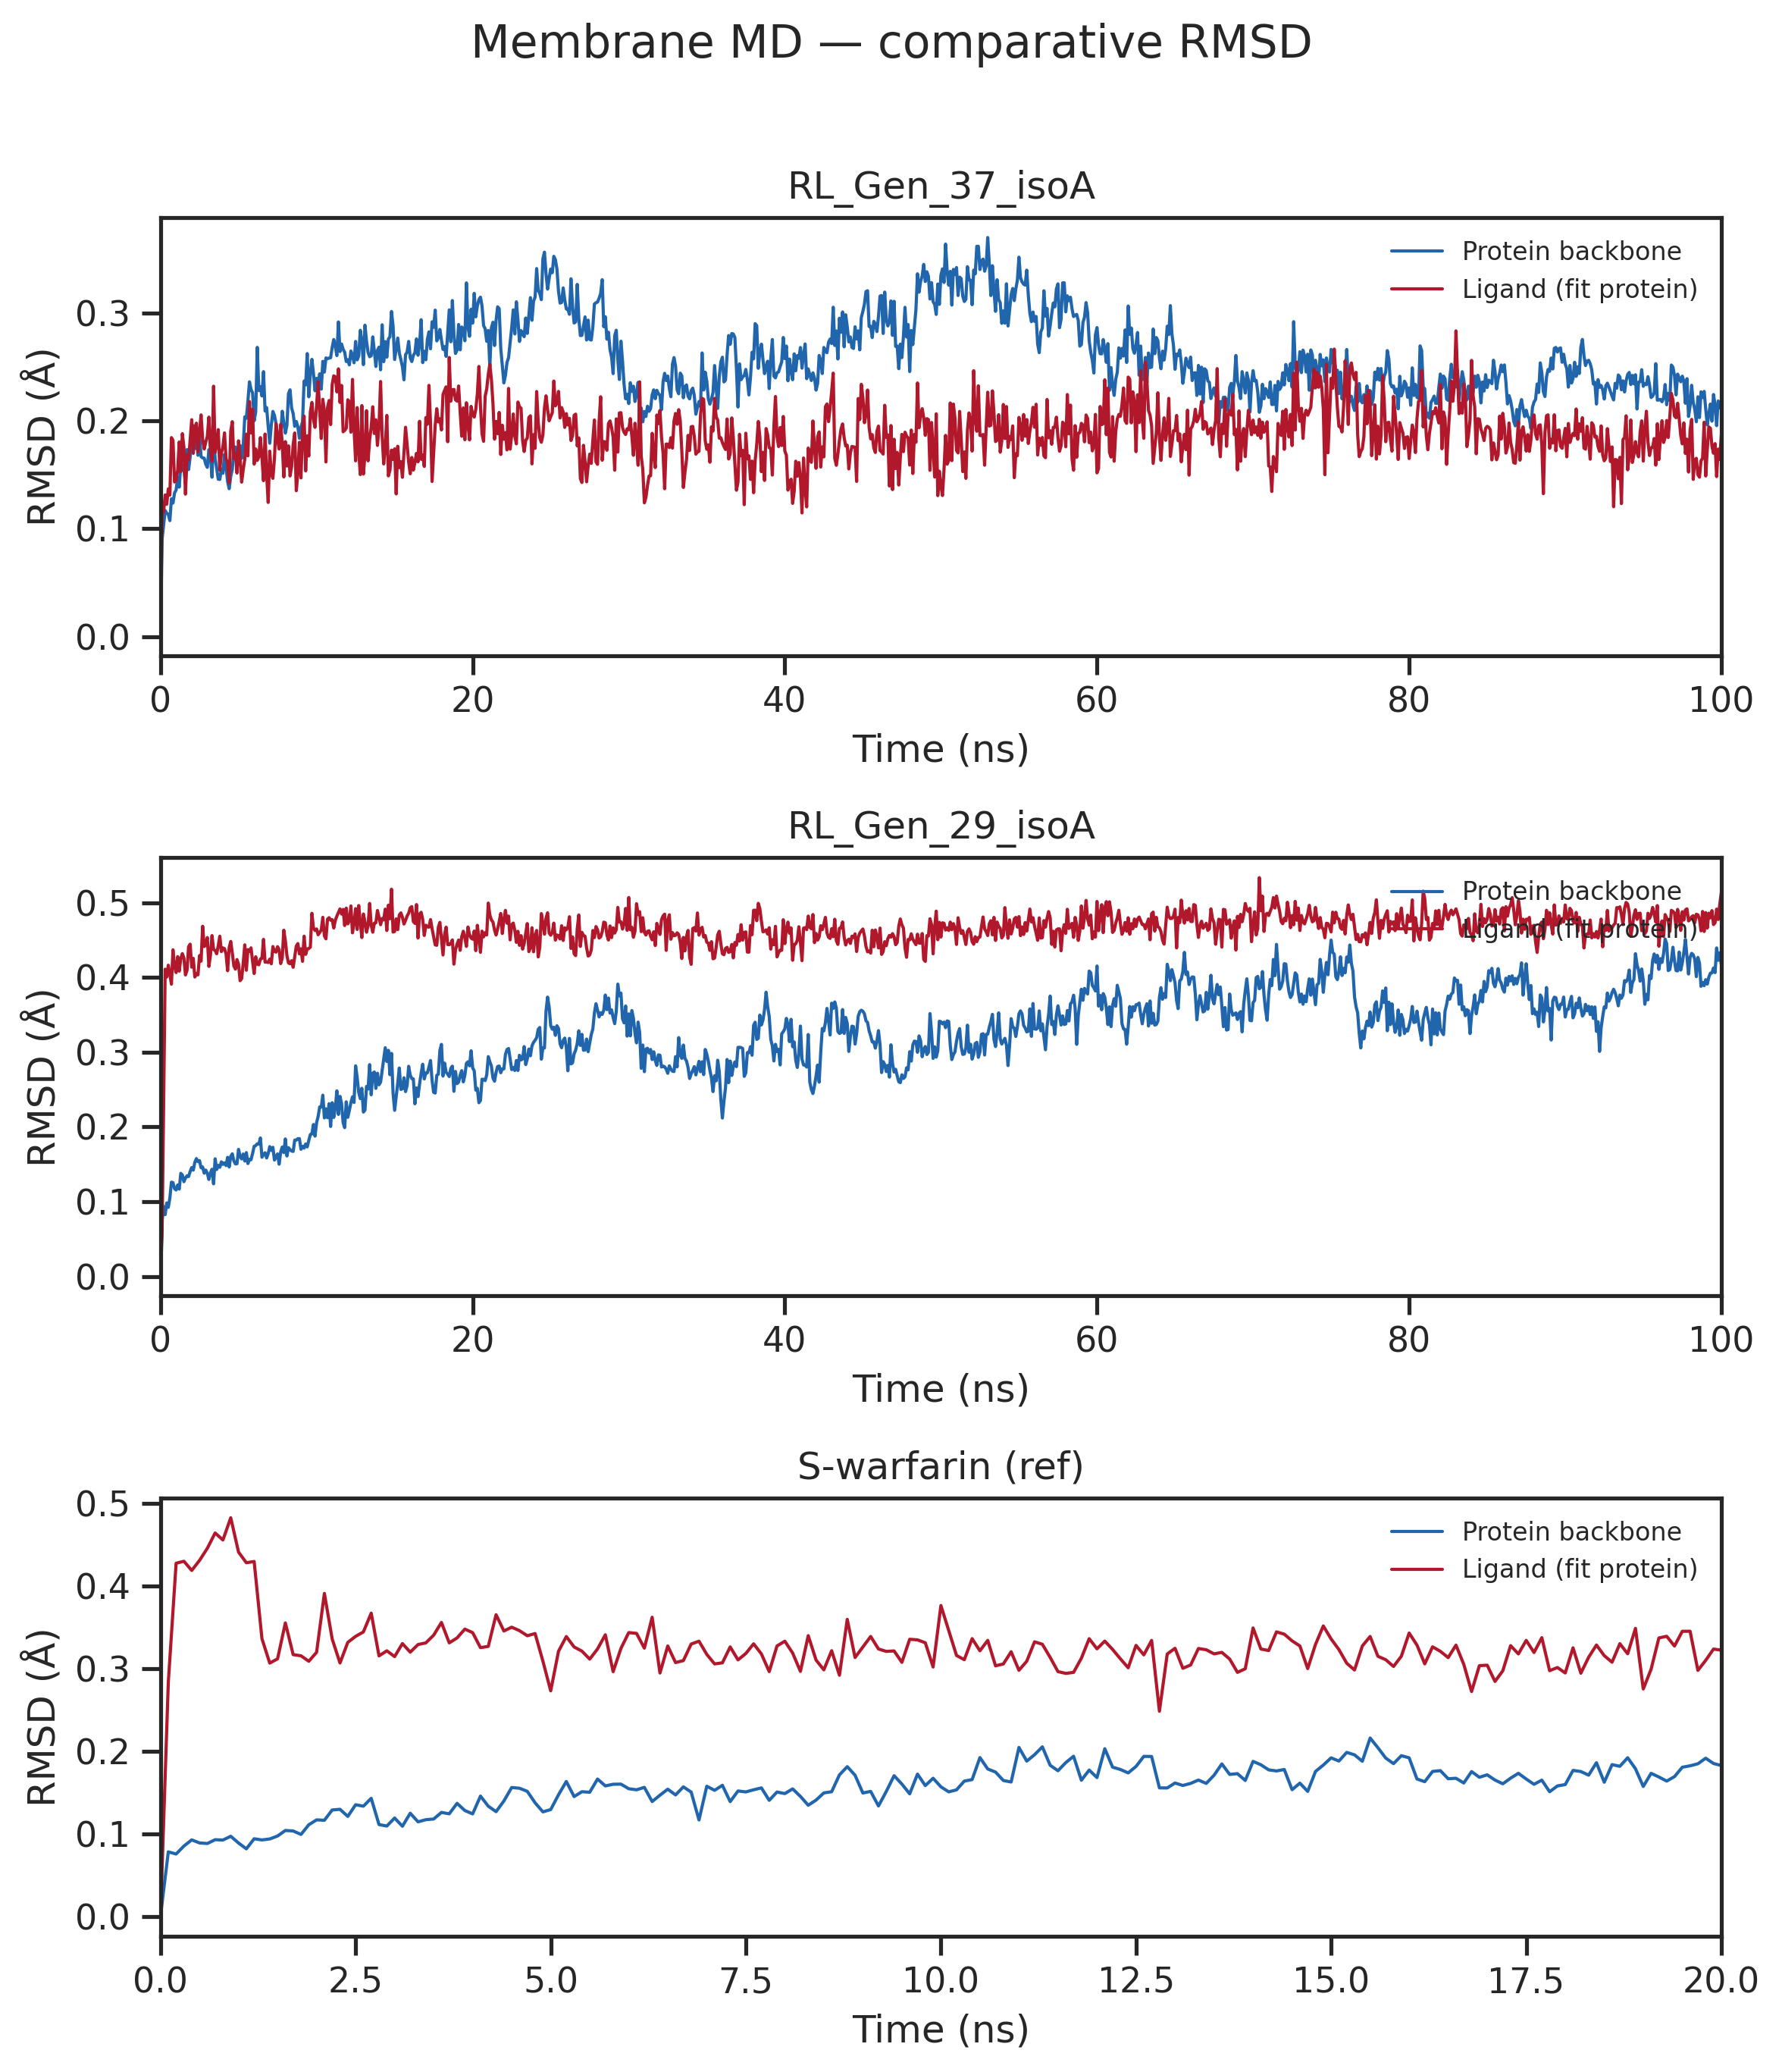 Membrane MD — comparative RMSD
RL_Gen_37_isoA
Protein backbone
Ligand (fit protein)
RMSD (Å)
0.3
0.2
0.1
0.0
0 20 40 60 80 100
Time (ns)
RL_Gen_29_isoA
Protein backbone
Ligand (fit protein)
RMSD (Å)
0.5
0.4
0.3
0.2
0.1
0.0
0 20 40 60 80 100
Time (ns)
S-warfarin (ref)
Protein backbone
Ligand (fit protein)
RMSD (Å)
0.5
0.4
0.3
0.2
0.1
0.0
0.0 2.5 5.0 7.5 10.0 12.5 15.0 17.5 20.0
Time (ns)